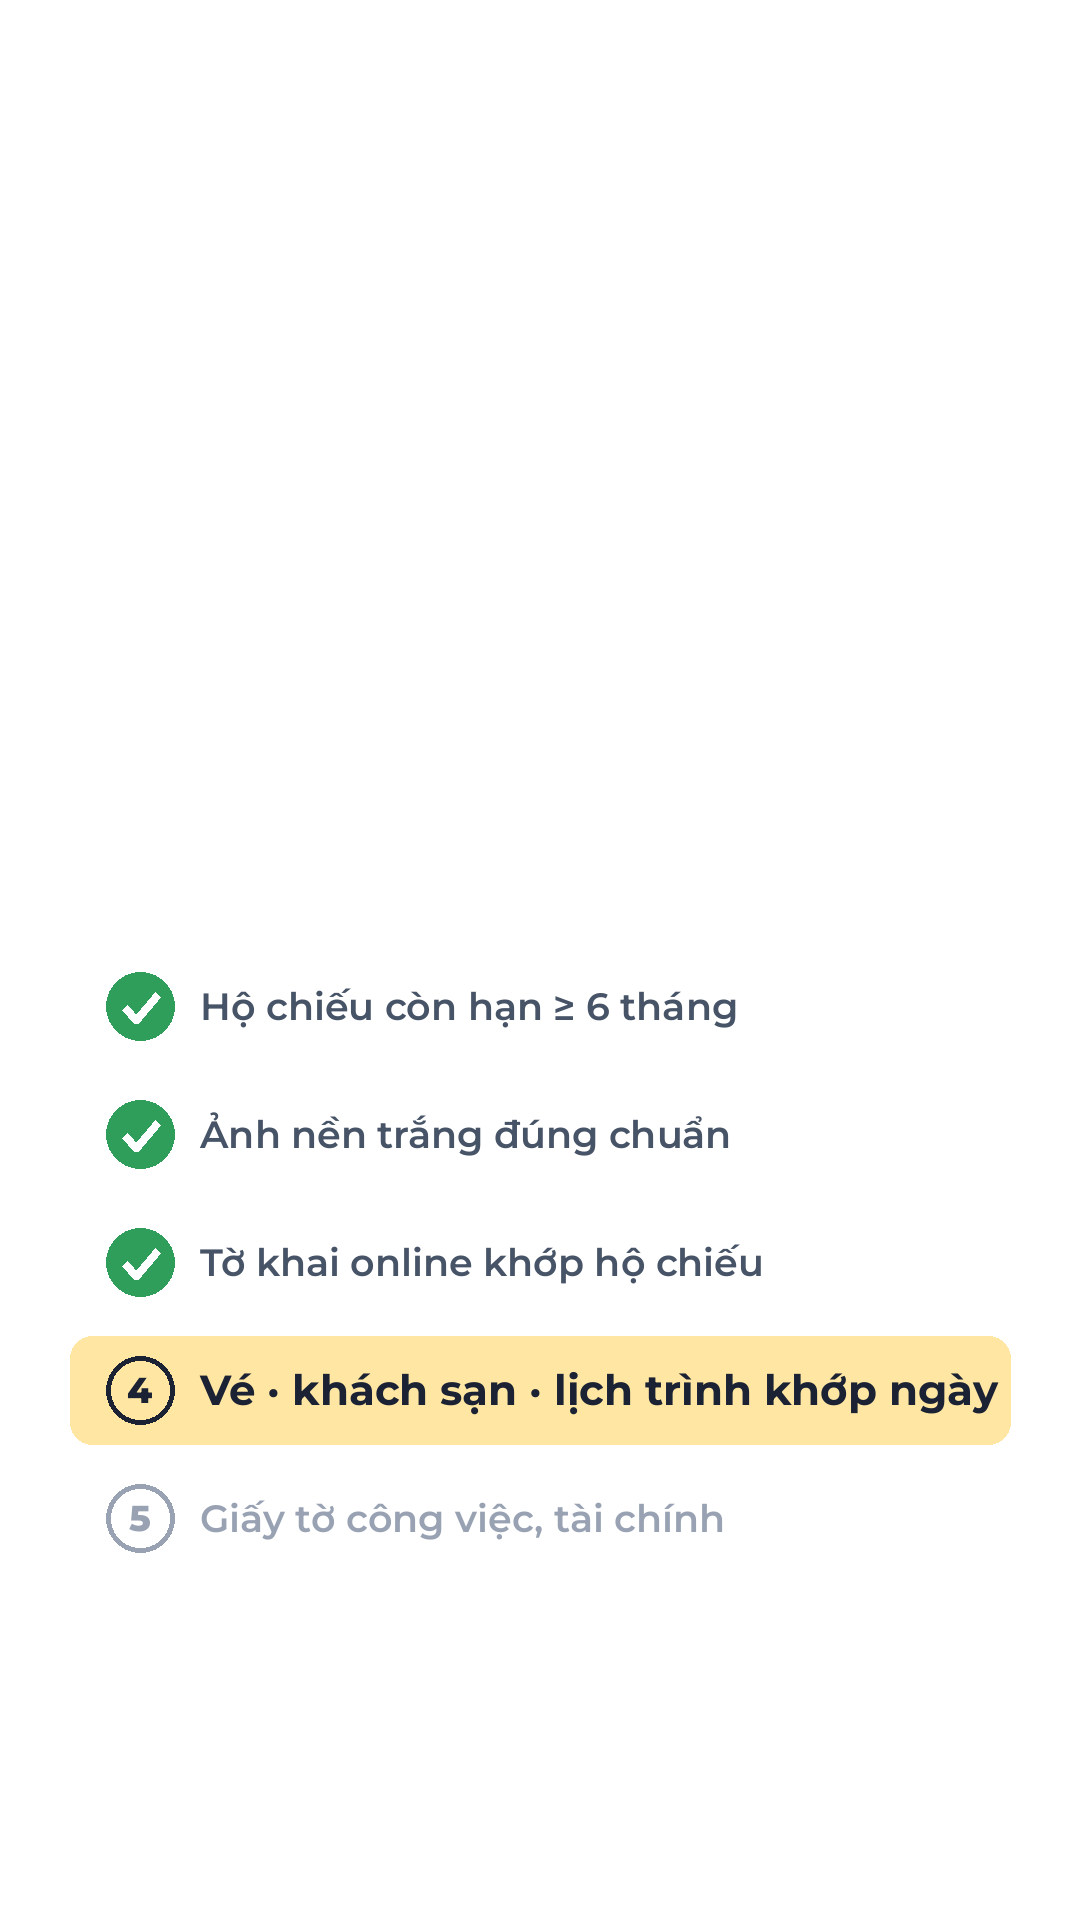 Hộ chiếu còn hạn ≥ 6 tháng
Ảnh nền trắng đúng chuẩn
Tờ khai online khớp hộ chiếu
4 Vé · khách sạn · lịch trình khớp ngày
5 Giấy tờ công việc, tài chính